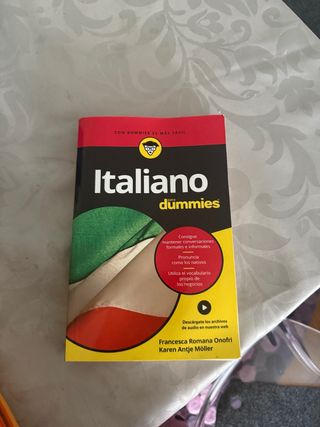 CON DUMMIES ES MÁS FÁCIL
Italiano
para
dummies
Consigue
mantener conversaciones
formales e informales
Pronuncia
como los nativos
Utiliza el vocabulario
propio de
los negocios
Descárgate los archivos
de audio en nuestra web
Francesca Romana Onofri
Karen Antje Möller